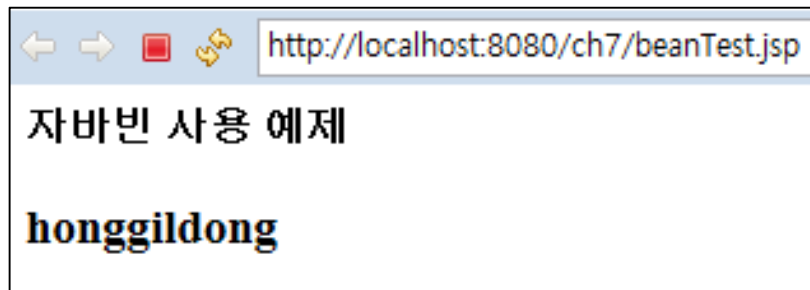 http://localhost:8080/ch7/beanTest.jsp
자바빈 사용 예제
honggildong